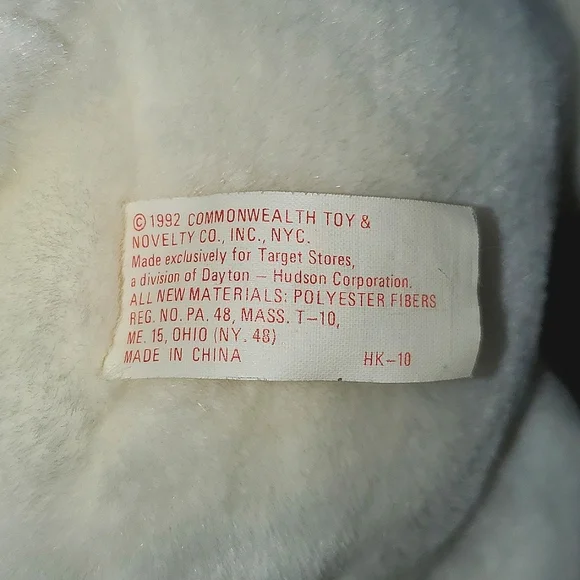 © 1992 COMMONWEALTH TOY &
NOVELTY CO., INC., NYC.
Made exclusively for Target Stores,
a division of Dayton – Hudson Corporation.
ALL NEW MATERIALS: POLYESTER FIBERS
REG. NO. PA. 48, MASS. T–10,
ME. 15, OHIO (NY. 48)
MADE IN CHINA HK–10